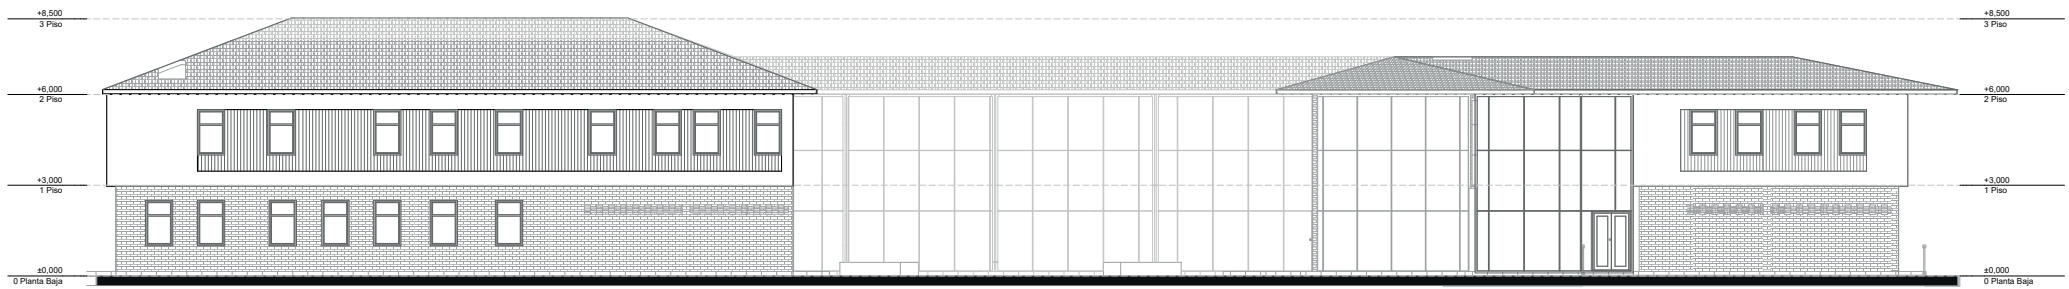 +8,500
3 Piso
+8,500
3 Piso
+6,000
2 Piso
+6,000
2 Piso
+3,000
1 Piso
+3,000
1 Piso
±0,000
0 Planta Baja
±0,000
0 Planta Baja